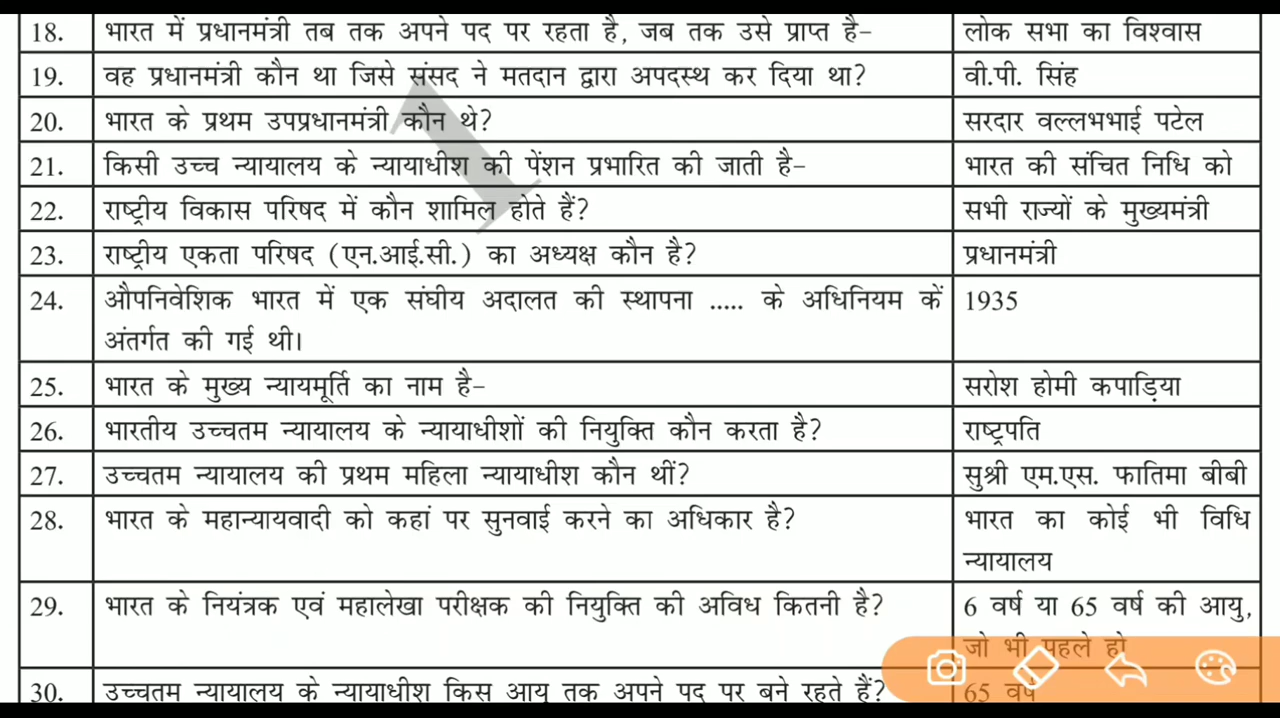 18. भारत में प्रधानमंत्री तब तक अपने पद पर रहता है, जब तक उसे प्राप्त है- लोक सभा का विश्वास
19. वह प्रधानमंत्री कौन था जिसे संसद ने मतदान द्वारा अपदस्थ कर दिया था? वी.पी. सिंह
20. भारत के प्रथम उपप्रधानमंत्री कौन थे? सरदार वल्लभभाई पटेल
21. किसी उच्च न्यायालय के न्यायाधीश की पेंशन प्रभारित की जाती है- भारत की संचित निधि को
22. राष्ट्रीय विकास परिषद में कौन शामिल होते हैं? सभी राज्यों के मुख्यमंत्री
23. राष्ट्रीय एकता परिषद (एन.आई.सी.) का अध्यक्ष कौन है? प्रधानमंत्री
24. औपनिवेशिक भारत में एक संघीय अदालत की स्थापना ..... के अधिनियम कें 1935
अंतर्गत की गई थी।
25. भारत के मुख्य न्यायमूर्ति का नाम है- सरोश होमी कपाड़िया
26. भारतीय उच्चतम न्यायालय के न्यायाधीशों की नियुक्ति कौन करता है? राष्ट्रपति
27. उच्चतम न्यायालय की प्रथम महिला न्यायाधीश कौन थीं? सुश्री एम.एस. फातिमा बीबी
28. भारत के महान्यायवादी को कहां पर सुनवाई करने का अधिकार है? भारत का कोई भी विधि
न्यायालय
29. भारत के नियंत्रक एवं महालेखा परीक्षक की नियुक्ति की अविध कितनी है? 6 वर्ष या 65 वर्ष की आयु,
जो भी पहले हो
30. उच्चतम न्यायालय के न्यायाधीश किस आयु तक अपने पद पर बने रहते हैं? 65 वर्ष